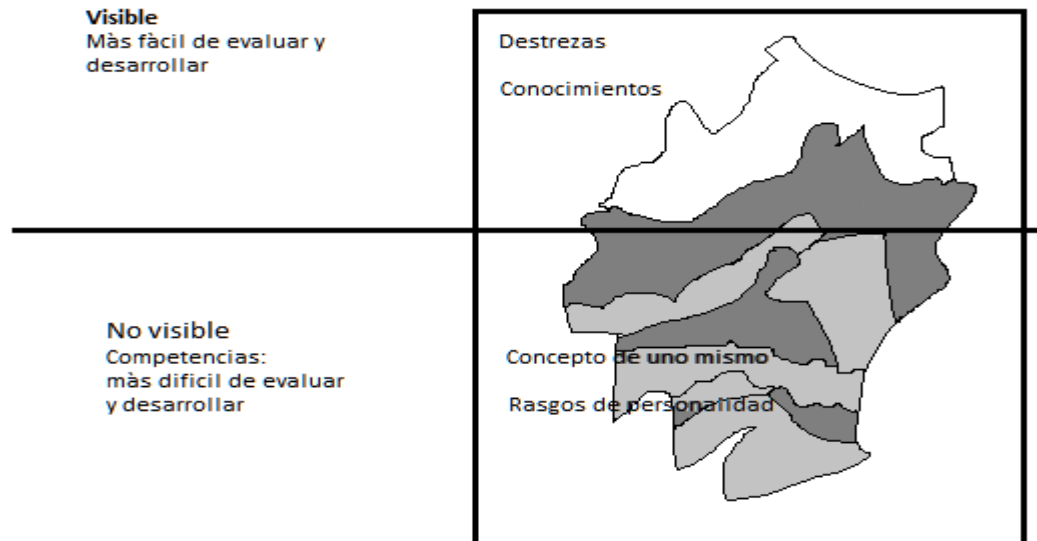 Visible
Màs fàcil de evaluar y
desarrollar
Destrezas
Conocimientos
No visible
Competencias:
màs dificil de evaluar
y desarrollar
Concepto de uno mismo
Rasgos de personalidad